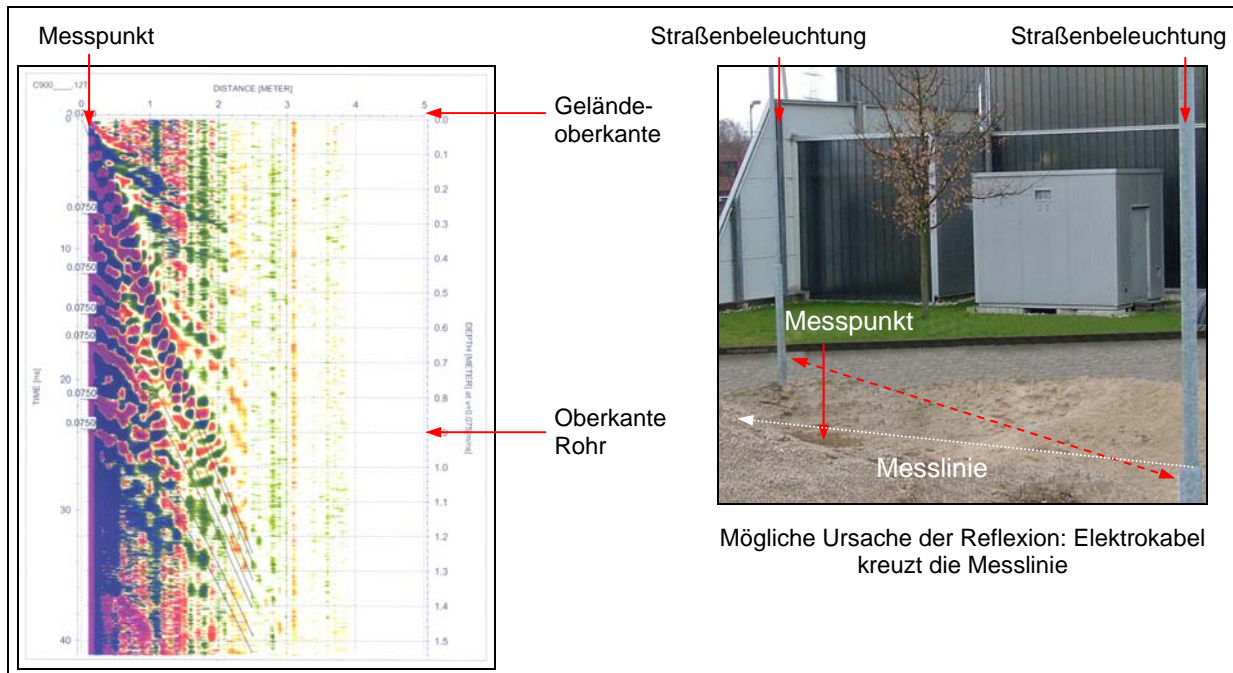 Messpunkt
Straßenbeleuchtung
Straßenbeleuchtung
C900____.12T
DISTANCE [METER]
0
1
2
3
4
5
Gelände-
oberkante
Oberkante
Rohr
0.0
0.1
0.2
0.3
0.4
0.5
0.6
0.7
0.8
1.0
1.1
1.2
1.3
1.4
1.5
0.0750
0.0750
0.0750
0.0750
0.0750
0
10
20
30
40
TIME [ns]
Messpunkt
Messlinie
Mögliche Ursache der Reflexion: Elektrokabel
kreuzt die Messlinie